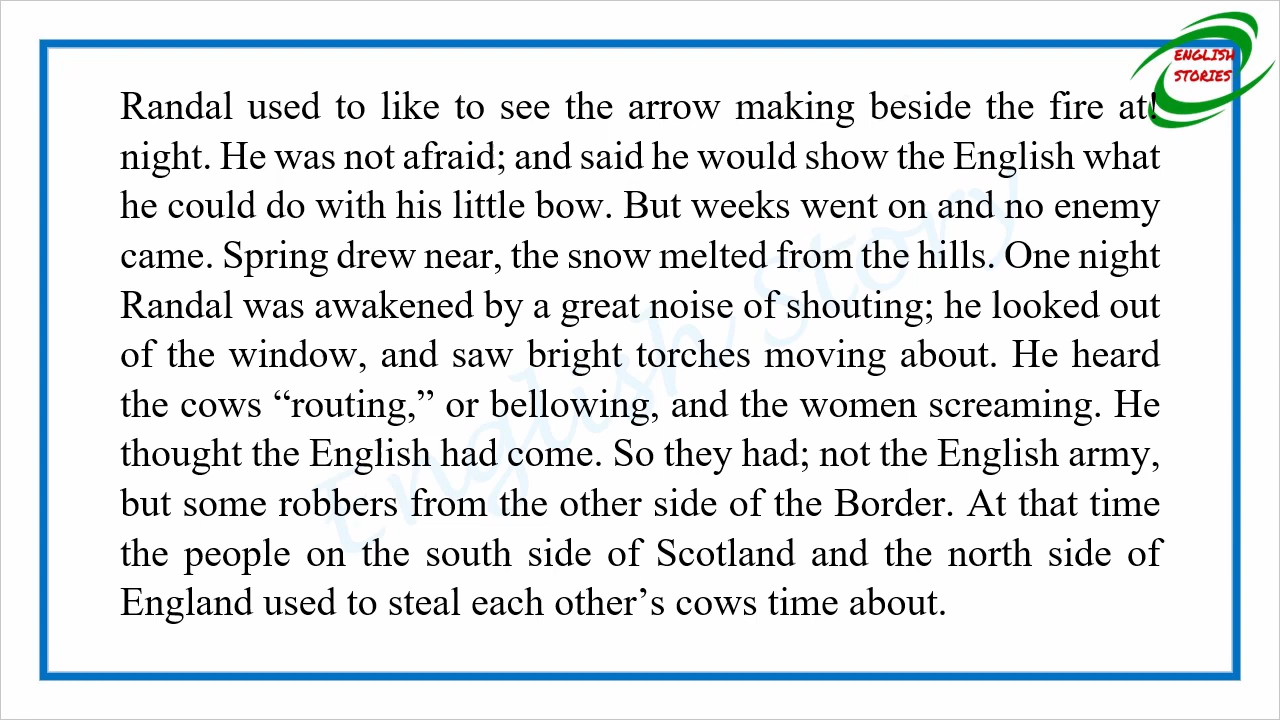 ENGLISH
STORIES
Randal used to like to see the arrow making beside the fire at!
night. He was not afraid; and said he would show the English what
he could do with his little bow. But weeks went on and no enemy
came. Spring drew near, the snow melted from the hills. One night
Randal was awakened by a great noise of shouting; he looked out
of the window, and saw bright torches moving about. He heard
the cows “routing,” or bellowing, and the women screaming. He
thought the English had come. So they had; not the English army,
but some robbers from the other side of the Border. At that time
the people on the south side of Scotland and the north side of
England used to steal each other’s cows time about.
English Story